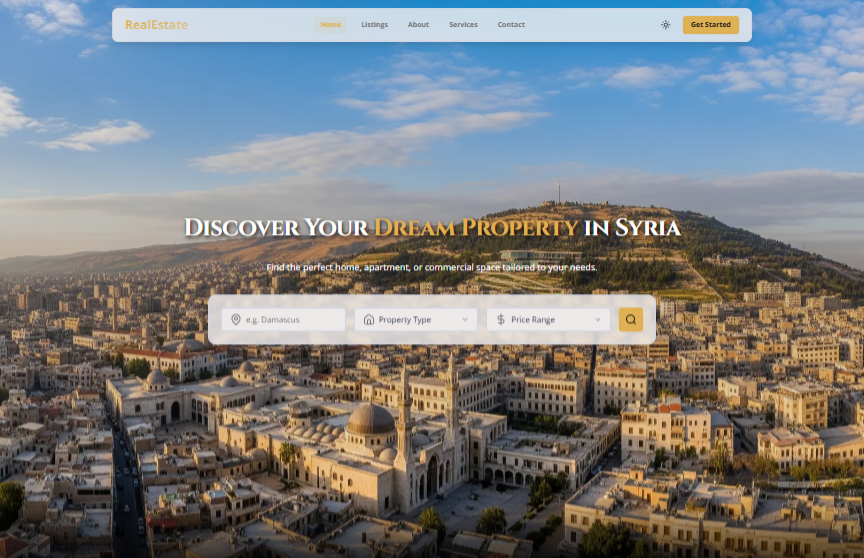 RealEstate
Home Listings About Services Contact
Get Started
Discover Your Dream Property in Syria
Find the perfect home, apartment, or commercial space tailored to your needs.
e.g. Damascus
Property Type
Price Range